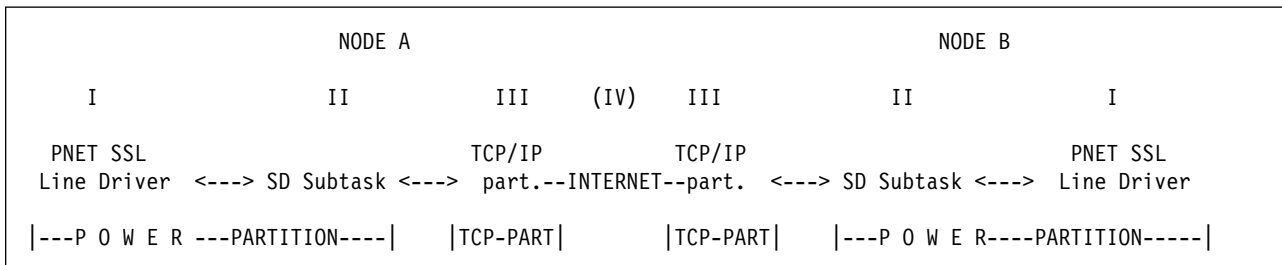 NODE A NODE B
I II III (IV) III II I
PNET SSL TCP/IP TCP/IP PNET SSL
Line Driver <---> SD Subtask <---> part.--INTERNET--part. <---> SD Subtask <---> Line Driver
|---P O W E R ---PARTITION----| |TCP-PART| |TCP-PART| |---P O W E R----PARTITION-----|